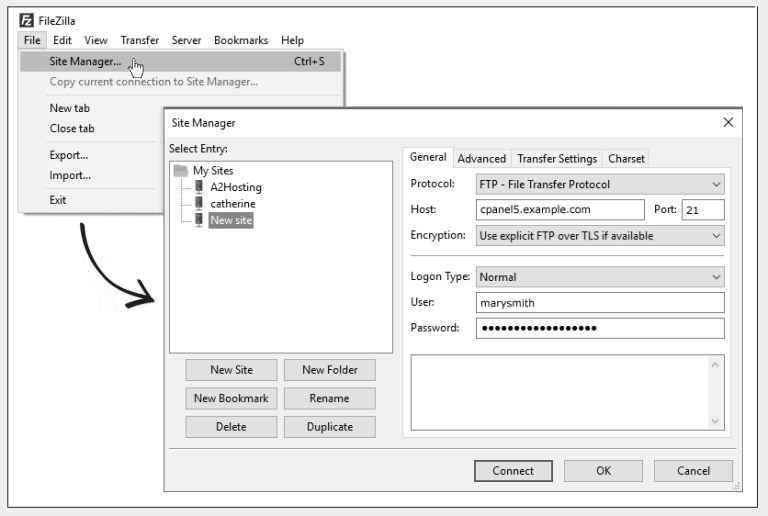 FileZilla
File Edit View Transfer Server Bookmarks Help
Site Manager... Ctrl+S
Copy current connection to Site Manager...
New tab
Close tab
Export...
Import...
Exit
Site Manager
Select Entry:
My Sites
A2Hosting
catherine
New site
New Site New Folder
New Bookmark Rename
Delete Duplicate
General Advanced Transfer Settings Charset
Protocol: FTP - File Transfer Protocol
Host: cpanel5.example.com Port: 21
Encryption: Use explicit FTP over TLS if available
Logon Type: Normal
User: marysmith
Password: ●●●●●●●●●●●●●●●●●●
Connect OK Cancel